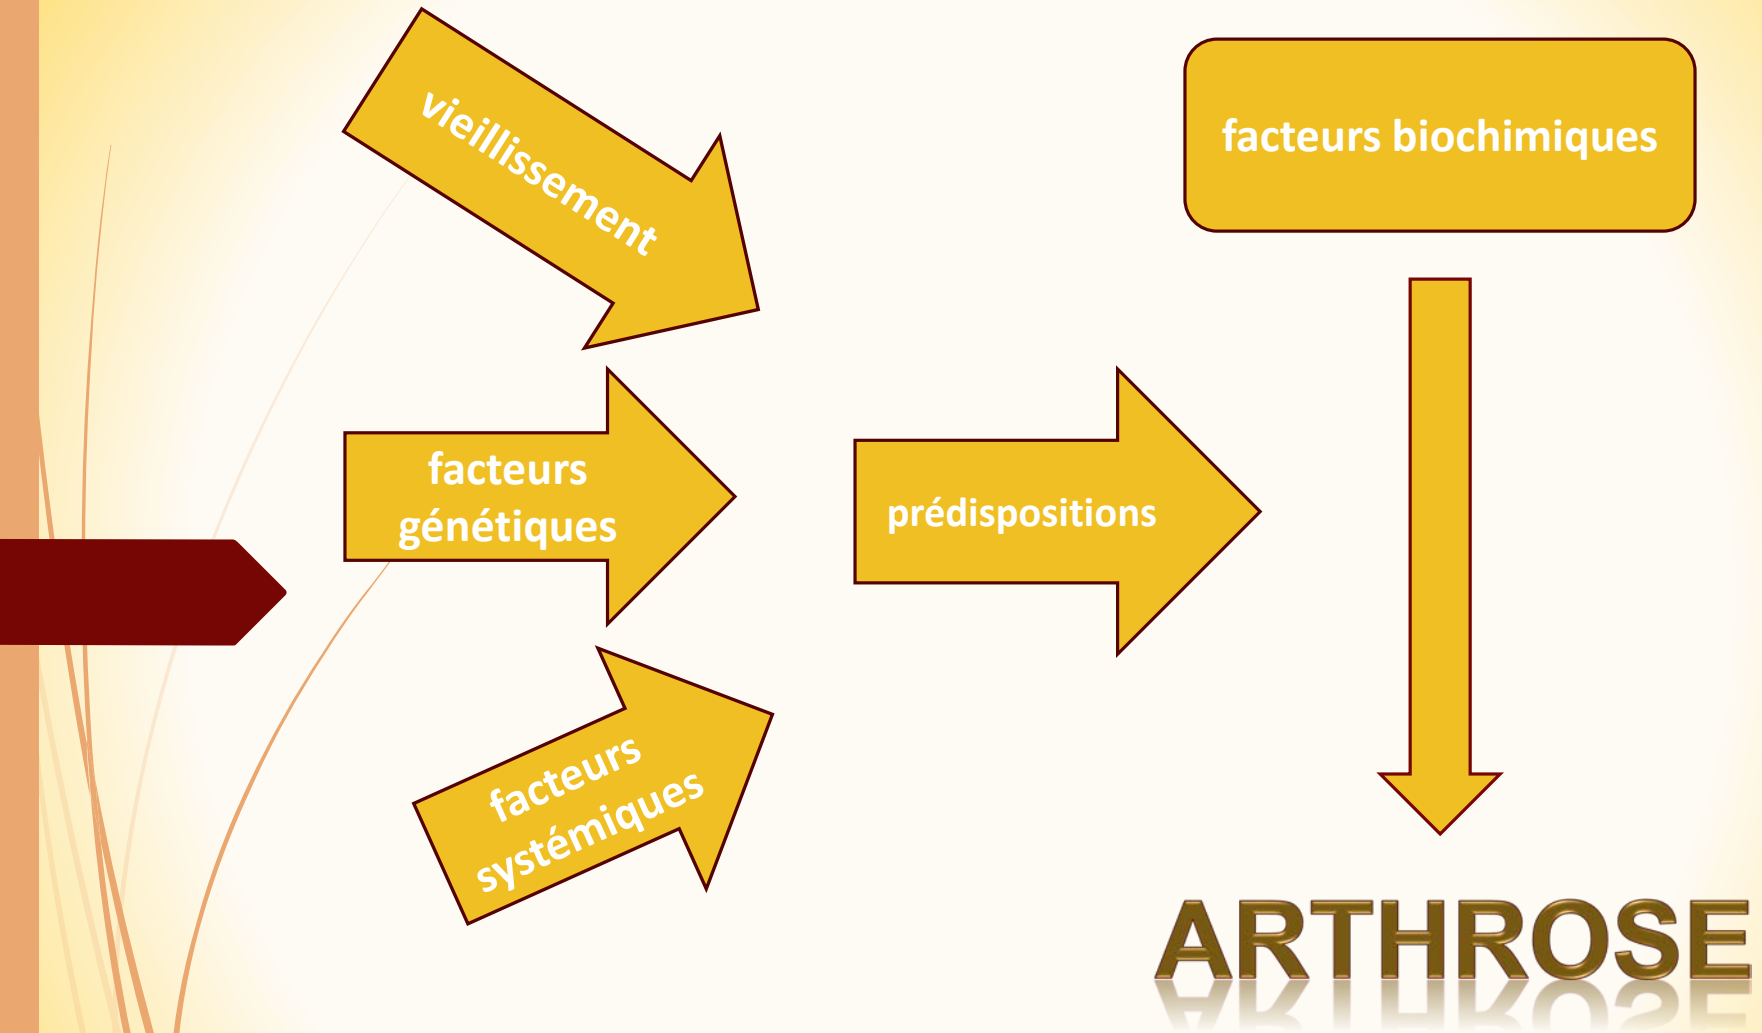 vieillissement
facteurs biochimiques
facteurs
génétiques
prédispositions
facteurs
systémiques
ARTHROSE